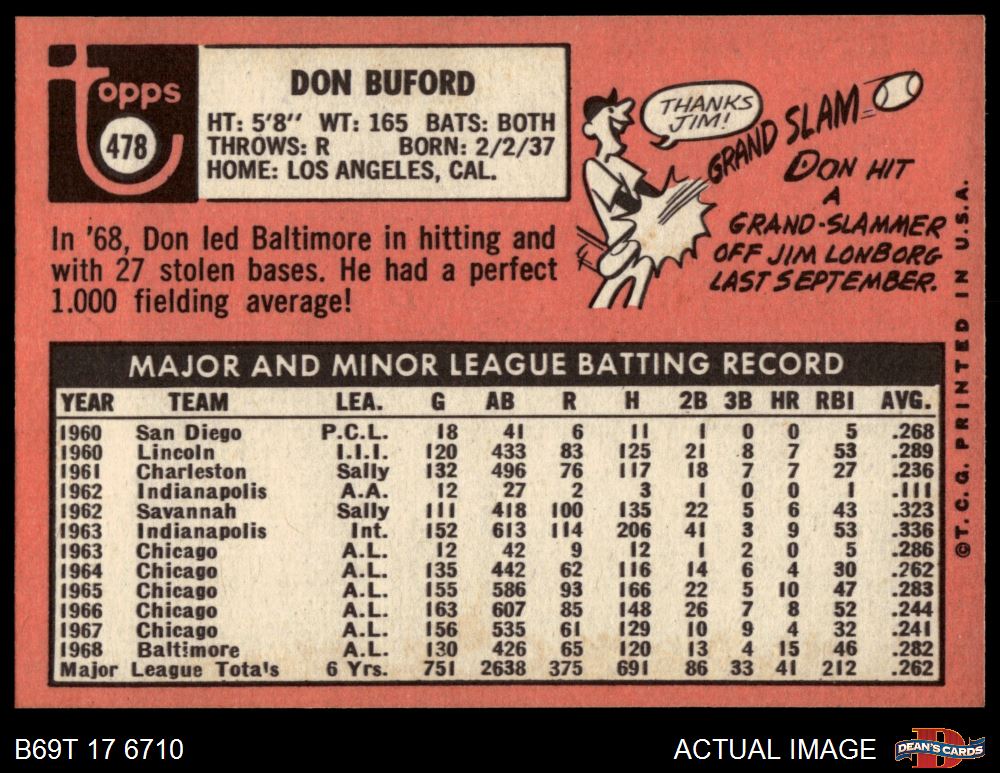 Topps
478
DON BUFORD
HT: 5'8" WT: 165 BATS: BOTH
THROWS: R BORN: 2/2/37
HOME: LOS ANGELES, CAL.
In '68, Don led Baltimore in hitting and
with 27 stolen bases. He had a perfect
1.000 fielding average!
THANKS
JIM!
GRAND SLAM
DON HIT
A
GRAND-SLAMMER
OFF JIM LONBORG
LAST SEPTEMBER.
©T.C.G. PRINTED IN U.S.A.
MAJOR AND MINOR LEAGUE BATTING RECORD
YEAR TEAM LEA. G AB R H 2B 3B HR RBI AVG.
1960 San Diego P.C.L. 18 41 6 11 1 0 0 5 .268
1960 Lincoln I.I.I. 120 433 83 125 21 8 7 53 .289
1961 Charleston Sally 132 496 76 117 18 7 7 27 .236
1962 Indianapolis A.A. 12 27 2 3 1 0 0 1 .111
1962 Savannah Sally 111 418 100 135 22 5 6 43 .323
1963 Indianapolis Int. 152 613 114 206 41 3 9 53 .336
1963 Chicago A.L. 12 42 9 12 1 2 0 5 .286
1964 Chicago A.L. 135 442 62 116 14 6 4 30 .262
1965 Chicago A.L. 155 586 93 166 22 5 10 47 .283
1966 Chicago A.L. 163 607 85 148 26 7 8 52 .244
1967 Chicago A.L. 156 535 61 129 10 9 4 32 .241
1968 Baltimore A.L. 130 426 65 120 13 4 15 46 .282
Major League Tota's 6 Yrs. 751 2638 375 691 86 33 41 212 .262
B69T 17 6710
ACTUAL IMAGE
DEAN'S CARDS